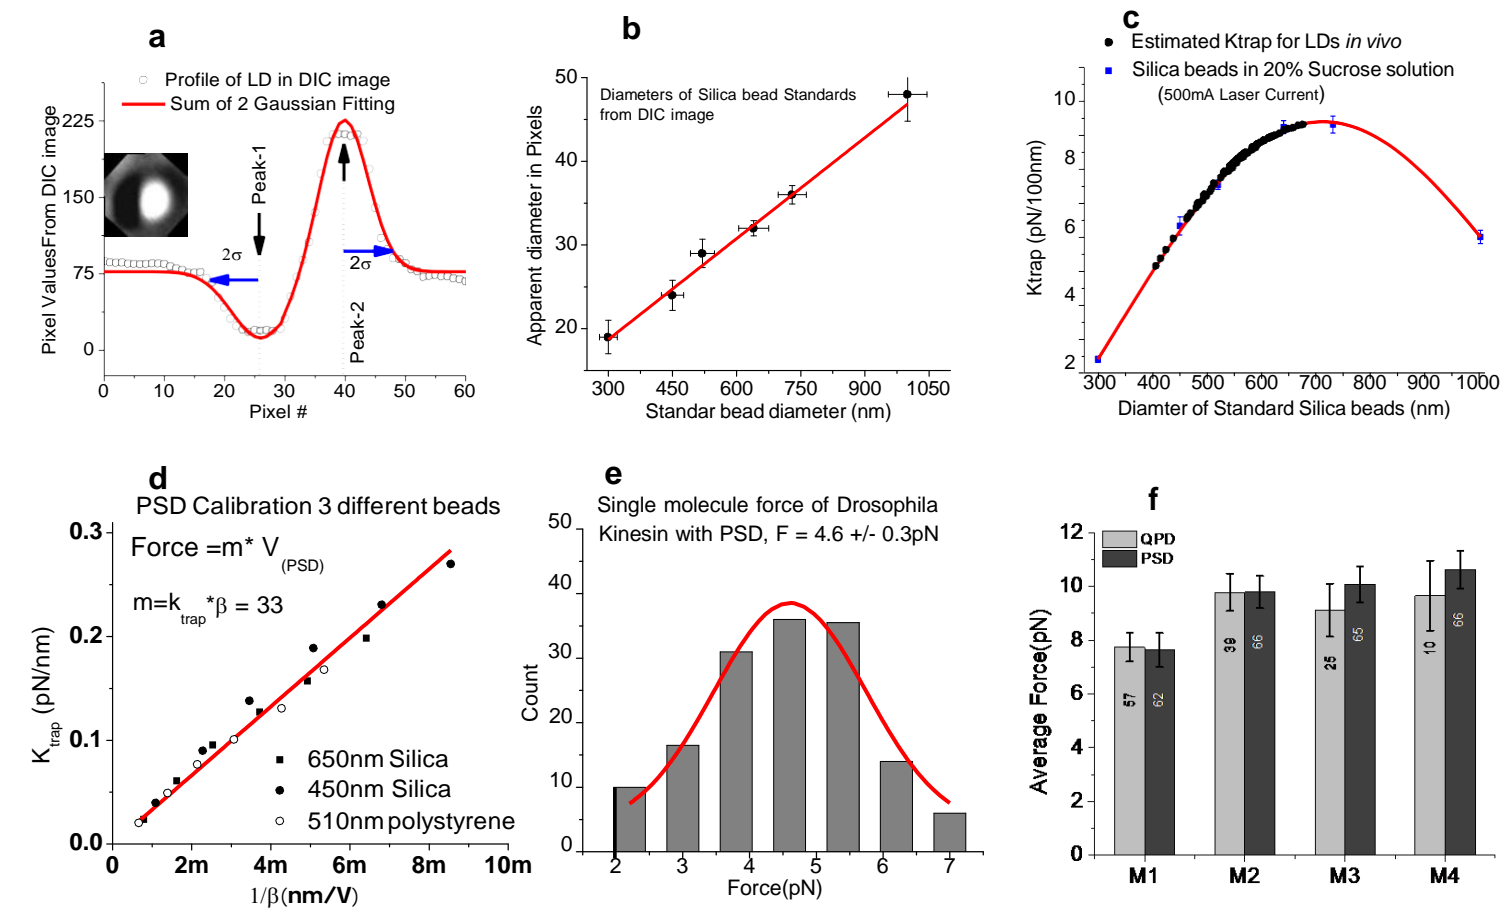 a
Profile of LD in DIC image
Sum of 2 Gaussian Fitting
Pixel ValuesFrom DIC image
225
150
75
0
Peak-1
2σ
2σ
Peak-2
0 10 20 30 40 50 60
Pixel #
b
Diameters of Silica bead Standards
from DIC image
Apparent diameter in Pixels
50
40
30
20
300 450 600 750 900 1050
Standar bead diameter (nm)
c
Estimated Ktrap for LDs in vivo
Silica beads in 20% Sucrose solution
(500mA Laser Current)
Ktrap (pN/100nm)
10
8
6
4
2
300 400 500 600 700 800 900 1000
Diamter of Standard Silica beads (nm)
d
PSD Calibration 3 different beads
Force =m* V(PSD)
m=ktrap*β = 33
Ktrap (pN/nm)
0.3
0.2
0.1
0.0
650nm Silica
450nm Silica
510nm polystyrene
0 2m 4m 6m 8m 10m
1/β(nm/V)
e
Single molecule force of Drosophila
Kinesin with PSD, F = 4.6 +/- 0.3pN
Count
50
40
30
20
10
0
2 3 4 5 6 7
Force(pN)
f
QPD
PSD
Average Force(pN)
12
10
8
6
4
2
0
57 62 39 66 25 65 10 66
M1 M2 M3 M4